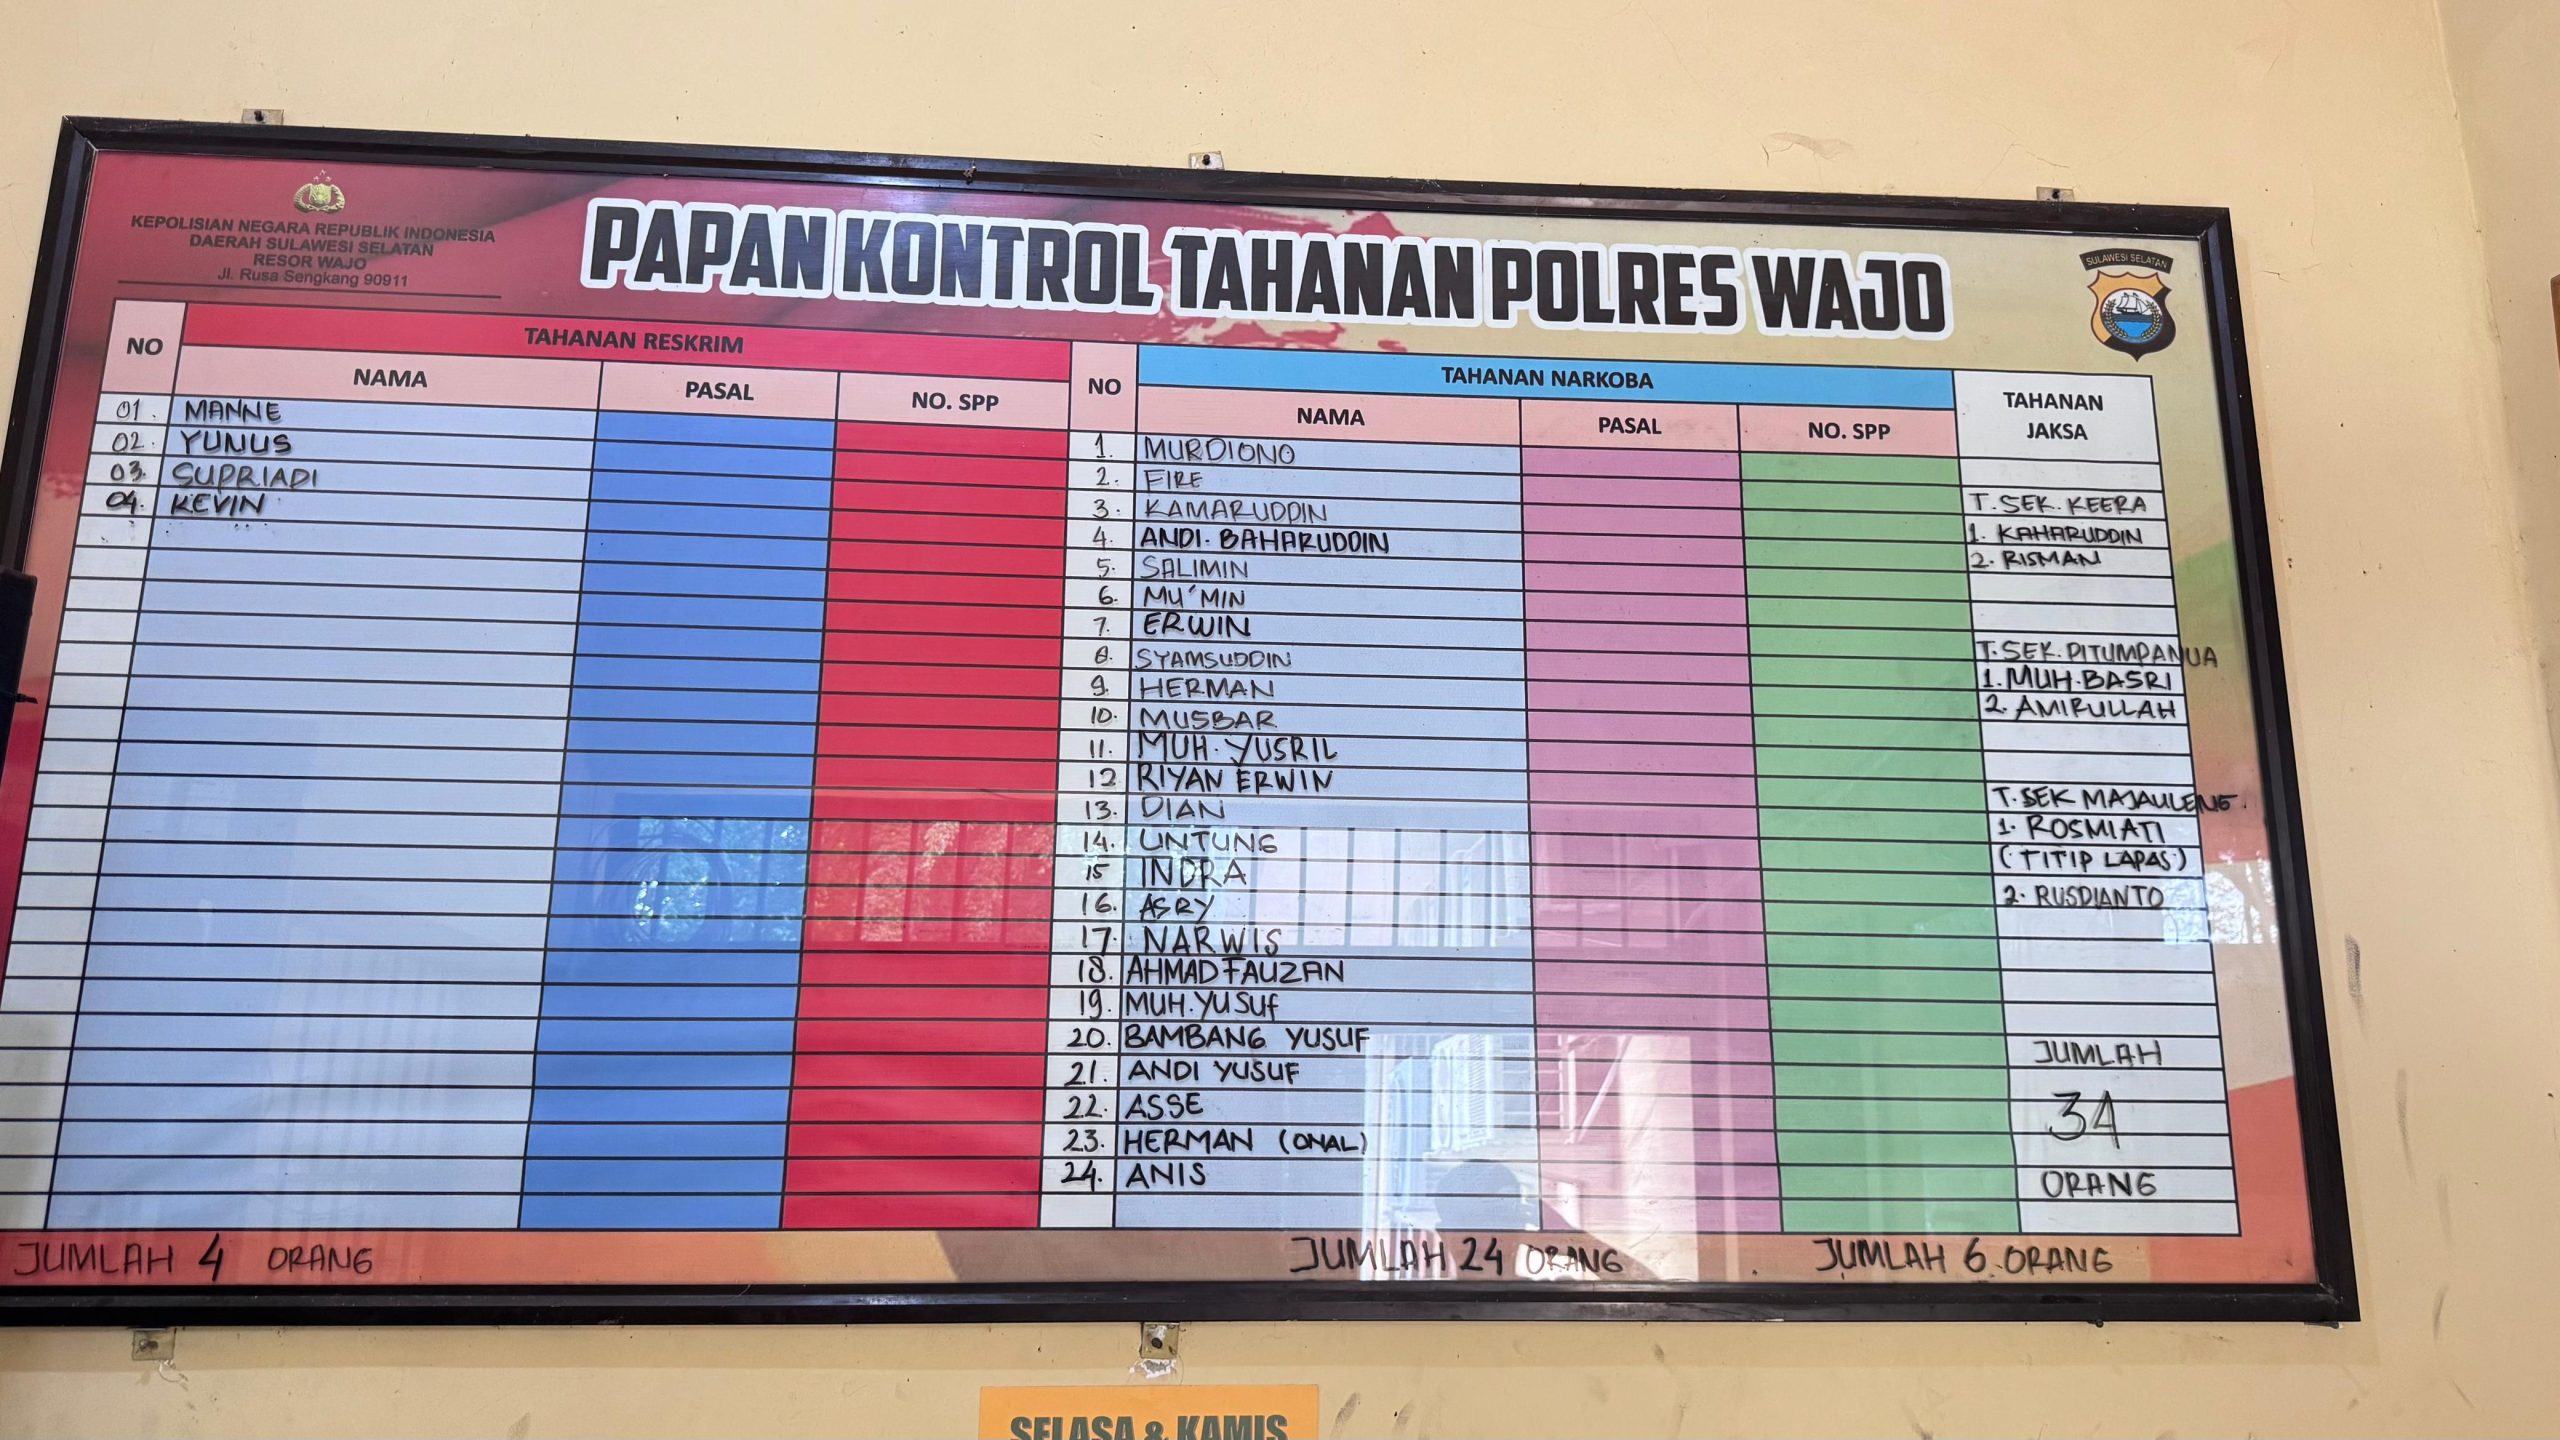 KEPOLISIAN NEGARA REPUBLIK INDONESIA
DAERAH SULAWESI SELATAN
RESOR WAJO
Jl. Rusa Sengkang 90911
PAPAN KONTROL TAHANAN POLRES WAJO
SULAWESI SELATAN
NO
TAHANAN RESKRIM
NAMA PASAL NO. SPP
01. MANNE
02. YUNUS
03. SUPRIADI
04. KEVIN
JUMLAH 4 ORANG
NO
TAHANAN NARKOBA
NAMA PASAL NO. SPP
1. MURDIONO
2. FIRE
3. KAMARUDDIN
4. ANDI. BAHARUDDIN
5. SALIMIN
6. MU'MIN
7. ERWIN
8. SYAMSUDDIN
9. HERMAN
10. MUSBAR
11. MUH. YUSRIL
12 RIYAN ERWIN
13. DIAN
14. UNTUNG
15 INDRA
16. ASRY
17. NARWIS
18. AHMAD FAUZAN
19. MUH. YUSUf
20. BAMBANG YUSUF
21. ANDI YUSUF
22. ASSE
23. HERMAN (ONAL)
24. ANIS
JUMLAH 24 ORANG
TAHANAN
JAKSA
T. SEK. KEERA
1. KAHARUDDIN
2. RISMAN
T. SEK. PITUMPANUA
1. MUH. BASRI
2. AMIRULLAH
T. SEK MAJAULENG.
1. ROSMIATI
(TITIP LAPAS)
2. RUSDIANTO
JUMLAH
34
ORANG
JUMLAH 6 ORANG
SELASA & KAMIS